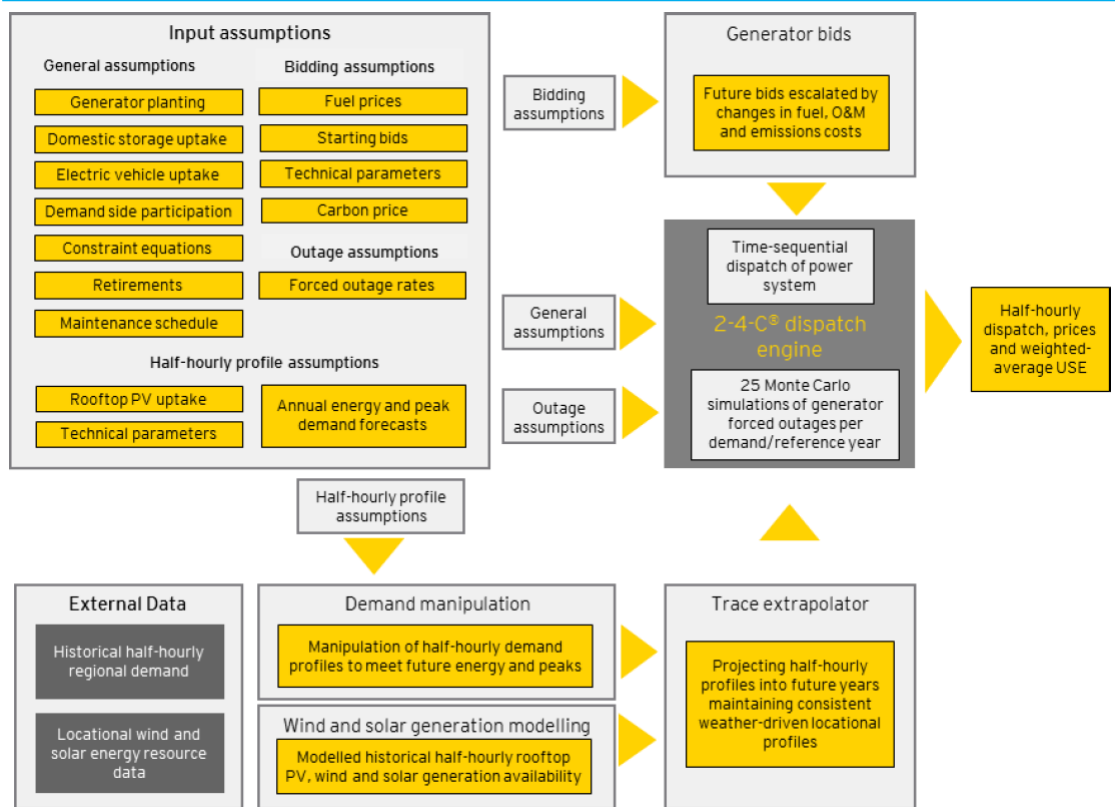 Input assumptions
General assumptions
Generator planting
Domestic storage uptake
Electric vehicle uptake
Demand side participation
Constraint equations
Retirements
Maintenance schedule
Bidding assumptions
Fuel prices
Starting bids
Technical parameters
Carbon price
Outage assumptions
Forced outage rates
Half-hourly profile assumptions
Rooftop PV uptake
Technical parameters
Annual energy and peak
demand forecasts
Bidding
assumptions
Generator bids
Future bids escalated by
changes in fuel, O&M
and emissions costs
General
assumptions
Outage
assumptions
Time-sequential
dispatch of power
system
2-4-C® dispatch
engine
25 Monte Carlo
simulations of generator
forced outages per
demand/reference year
Half-hourly
dispatch, prices
and weighted-
average USE
Half-hourly profile
assumptions
External Data
Historical half-hourly
regional demand
Locational wind and
solar energy resource
data
Demand manipulation
Manipulation of half-hourly demand
profiles to meet future energy and peaks
Wind and solar generation modelling
Modelled historical half-hourly rooftop
PV, wind and solar generation availability
Trace extrapolator
Projecting half-hourly
profiles into future years
maintaining consistent
weather-driven locational
profiles